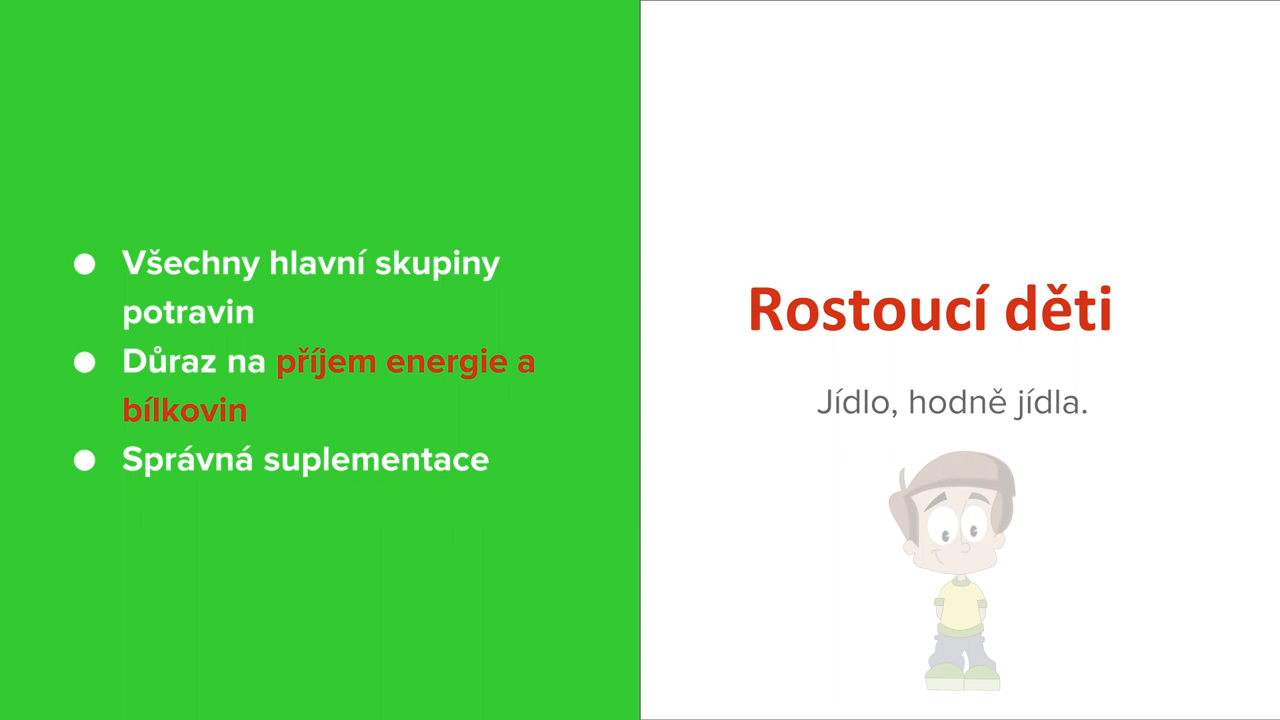 ● Všechny hlavní skupiny
potravin
● Důraz na příjem energie a
bílkovin
● Správná suplementace
Rostoucí děti
Jídlo, hodně jídla.